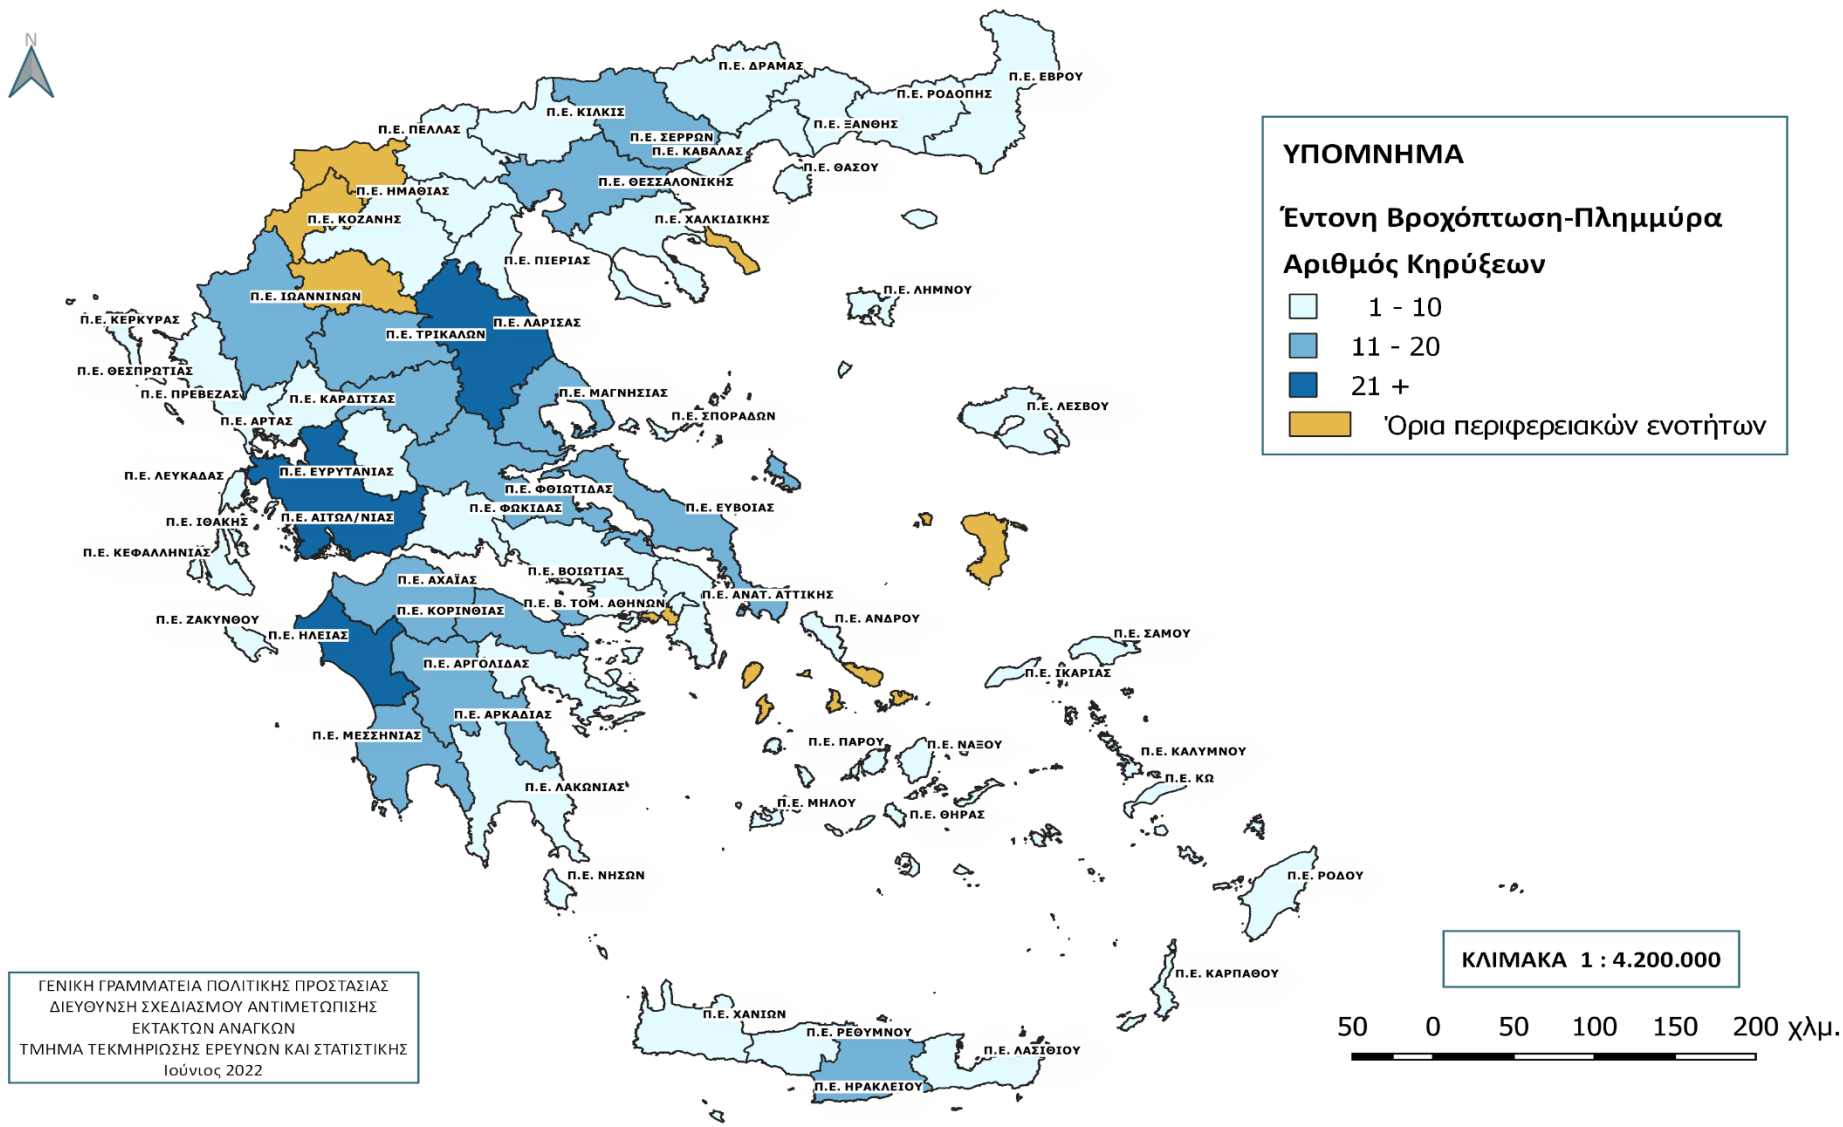 N
Π.Ε. ΔΡΑΜΑΣ
Π.Ε. ΕΒΡΟΥ
Π.Ε. ΡΟΔΟΠΗΣ
Π.Ε. ΚΙΛΚΙΣ
Π.Ε. ΞΑΝΘΗΣ
Π.Ε. ΠΕΛΛΑΣ
Π.Ε. ΣΕΡΡΩΝ
Π.Ε. ΚΑΒΑΛΑΣ
Π.Ε. ΘΑΣΟΥ
Π.Ε. ΘΕΣΣΑΛΟΝΙΚΗΣ
Π.Ε. ΗΜΑΘΙΑΣ
Π.Ε. ΚΟΖΑΝΗΣ
Π.Ε. ΧΑΛΚΙΔΙΚΗΣ
Π.Ε. ΠΙΕΡΙΑΣ
Π.Ε. ΛΗΜΝΟΥ
Π.Ε. ΙΩΑΝΝΙΝΩΝ
Π.Ε. ΚΕΡΚΥΡΑΣ
Π.Ε. ΛΑΡΙΣΑΣ
Π.Ε. ΤΡΙΚΑΛΩΝ
Π.Ε. ΘΕΣΠΡΩΤΙΑΣ
Π.Ε. ΠΡΕΒΕΖΑΣ
Π.Ε. ΚΑΡΔΙΤΣΑΣ
Π.Ε. ΜΑΓΝΗΣΙΑΣ
Π.Ε. ΛΕΣΒΟΥ
Π.Ε. ΣΠΟΡΑΔΩΝ
Π.Ε. ΑΡΤΑΣ
Π.Ε. ΛΕΥΚΑΔΑΣ
Π.Ε. ΕΥΡΥΤΑΝΙΑΣ
Π.Ε. ΦΘΙΩΤΙΔΑΣ
Π.Ε. ΦΩΚΙΔΑΣ
Π.Ε. ΕΥΒΟΙΑΣ
Π.Ε. ΙΘΑΚΗΣ
Π.Ε. ΑΙΤΩΛ/ΝΙΑΣ
Π.Ε. ΚΕΦΑΛΛΗΝΙΑΣ
Π.Ε. ΒΟΙΩΤΙΑΣ
Π.Ε. ΑΧΑΪΑΣ
Π.Ε. ΑΝΑΤ. ΑΤΤΙΚΗΣ
Π.Ε. Β. ΤΟΜ. ΑΘΗΝΩΝ
Π.Ε. ΚΟΡΙΝΘΙΑΣ
Π.Ε. ΖΑΚΥΝΘΟΥ
Π.Ε. ΑΝΔΡΟΥ
Π.Ε. ΗΛΕΙΑΣ
Π.Ε. ΣΑΜΟΥ
Π.Ε. ΑΡΓΟΛΙΔΑΣ
Π.Ε. ΙΚΑΡΙΑΣ
Π.Ε. ΑΡΚΑΔΙΑΣ
Π.Ε. ΜΕΣΣΗΝΙΑΣ
Π.Ε. ΠΑΡΟΥ
Π.Ε. ΝΑΞΟΥ
Π.Ε. ΚΑΛΥΜΝΟΥ
Π.Ε. ΚΩ
Π.Ε. ΛΑΚΩΝΙΑΣ
Π.Ε. ΜΗΛΟΥ
Π.Ε. ΘΗΡΑΣ
Π.Ε. ΝΗΣΩΝ
Π.Ε. ΡΟΔΟΥ
Π.Ε. ΚΑΡΠΑΘΟΥ
Π.Ε. ΧΑΝΙΩΝ
Π.Ε. ΡΕΘΥΜΝΟΥ
Π.Ε. ΛΑΣΙΘΙΟΥ
Π.Ε. ΗΡΑΚΛΕΙΟΥ
ΥΠΟΜΝΗΜΑ
Έντονη Βροχόπτωση-Πλημμύρα
Αριθμός Κηρύξεων
1 - 10
11 - 20
21 +
Όρια περιφερειακών ενοτήτων
ΚΛΙΜΑΚΑ 1 : 4.200.000
50 0 50 100 150 200 χλμ.
ΓΕΝΙΚΗ ΓΡΑΜΜΑΤΕΙΑ ΠΟΛΙΤΙΚΗΣ ΠΡΟΣΤΑΣΙΑΣ
ΔΙΕΥΘΥΝΣΗ ΣΧΕΔΙΑΣΜΟΥ ΑΝΤΙΜΕΤΩΠΙΣΗΣ
ΕΚΤΑΚΤΩΝ ΑΝΑΓΚΩΝ
ΤΜΗΜΑ ΤΕΚΜΗΡΙΩΣΗΣ ΕΡΕΥΝΩΝ ΚΑΙ ΣΤΑΤΙΣΤΙΚΗΣ
Ιούνιος 2022